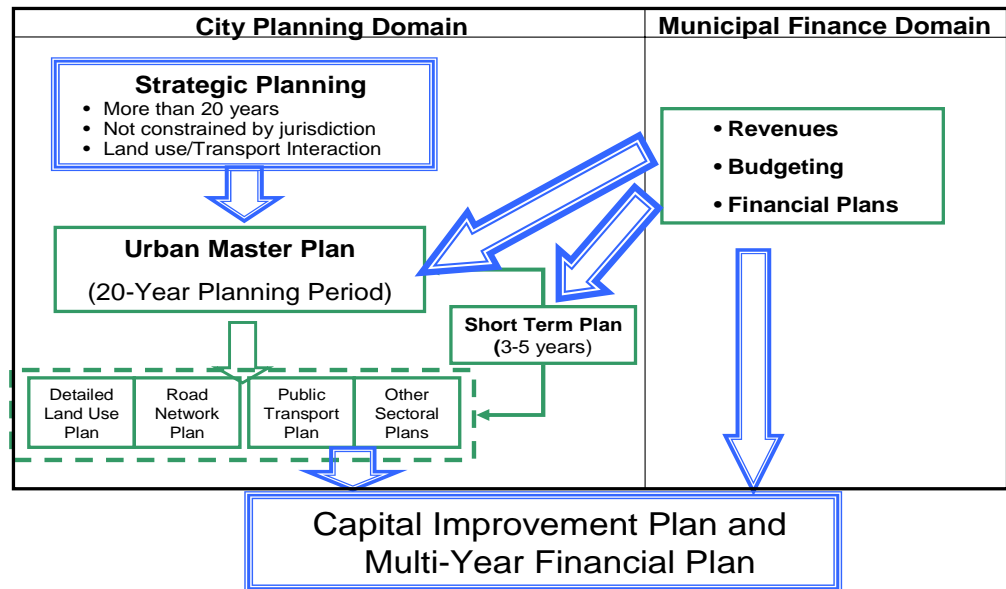 City Planning Domain
Municipal Finance Domain
Strategic Planning
• More than 20 years
• Not constrained by jurisdiction
• Land use/Transport Interaction
• Revenues
• Budgeting
• Financial Plans
Urban Master Plan
(20-Year Planning Period)
Short Term Plan
(3-5 years)
Detailed
Land Use
Plan
Road
Network
Plan
Public
Transport
Plan
Other
Sectoral
Plans
Capital Improvement Plan and
Multi-Year Financial Plan